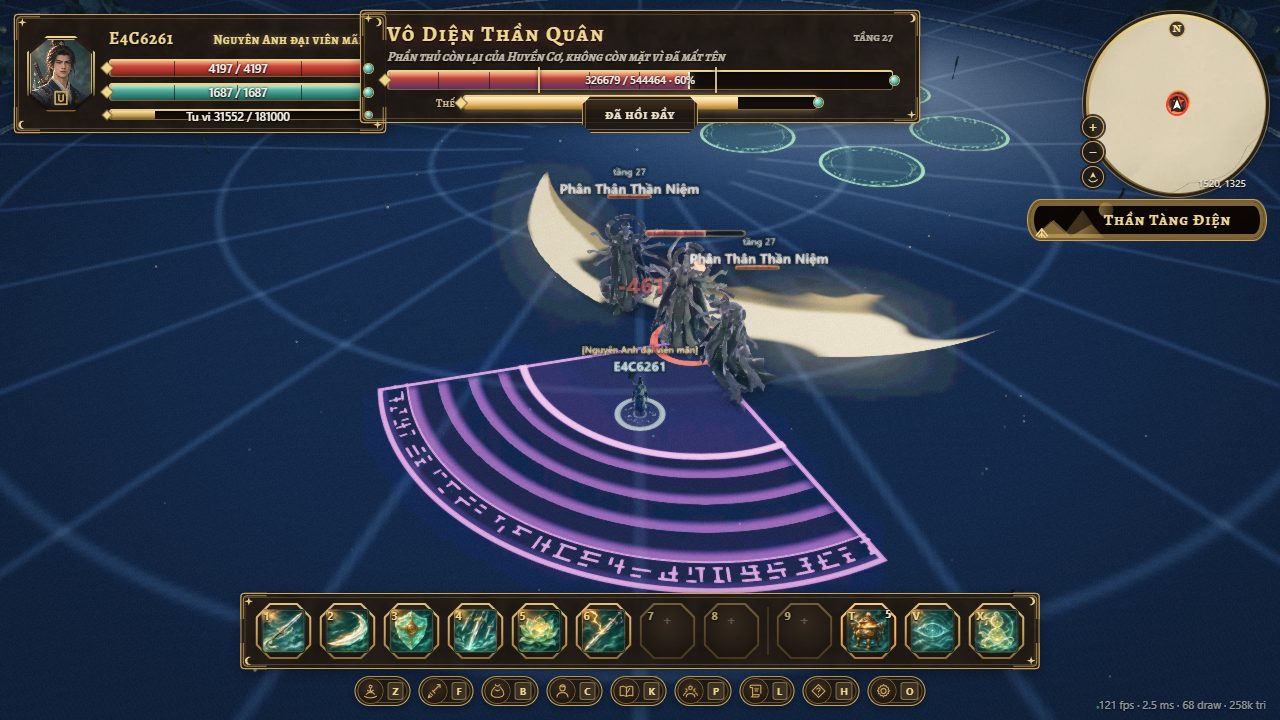 E4C6261
Nguyên Anh đại viên mã
4197 / 4197
1687 / 1687
Tu vi 31552 / 181000
U
Vô Diện Thần Quân
Tầng 27
Phần thủ còn lại của Huyền Cơ, không còn mặt vì đã mất tên
326679 / 544464 · 60%
Thế
Đã hồi đầy
N
+
−
1520, 1325
Thần Tàng Điện
tầng 27
Phân Thân Thần Niệm
tầng 27
Phân Thân Thần Niệm
-461
[Nguyên Anh đại viên mãn]
E4C6261
1 2 3 4 5 6 7 8 9 T 5 V X
Z F B C K P L H O
121 fps · 2.5 ms · 68 draw · 258k tri